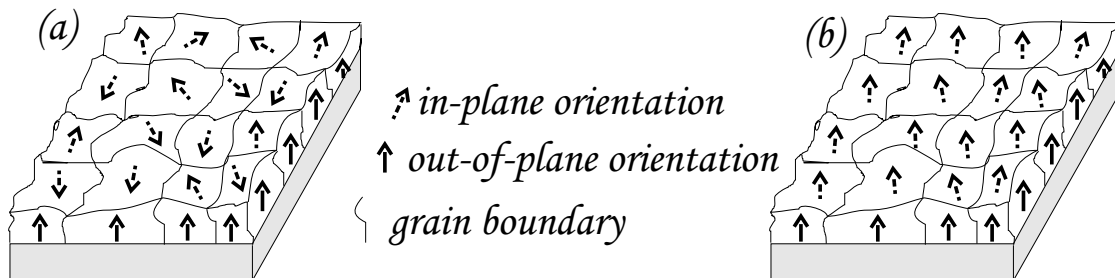 (a)
(b)
in-plane orientation
out-of-plane orientation
grain boundary